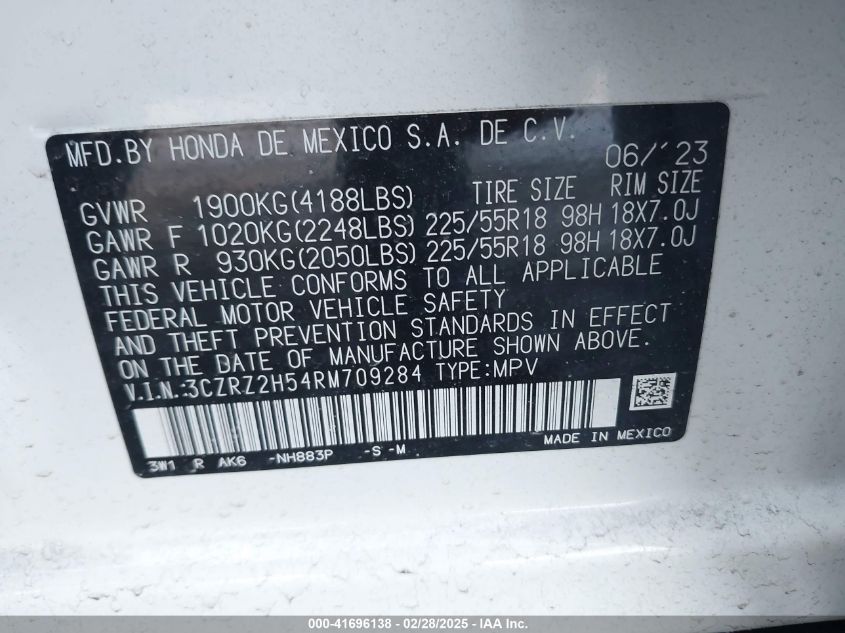 MFD.BY HONDA DE MEXICO S.A. DE C.V. 06/'23
GVWR 1900KG(4188LBS) TIRE SIZE RIM SIZE
GAWR F 1020KG(2248LBS) 225/55R18 98H 18X7.0J
GAWR R 930KG(2050LBS) 225/55R18 98H 18X7.0J
THIS VEHICLE CONFORMS TO ALL APPLICABLE
FEDERAL MOTOR VEHICLE SAFETY
AND THEFT PREVENTION STANDARDS IN EFFECT
ON THE DATE OF MANUFACTURE SHOWN ABOVE.
V.I.N.:3CZRZ2H54RM709284 TYPE:MPV
MADE IN MEXICO
3W1 R AK6 -NH883P -S -M
000-41696138 - 02/28/2025 - IAA Inc.